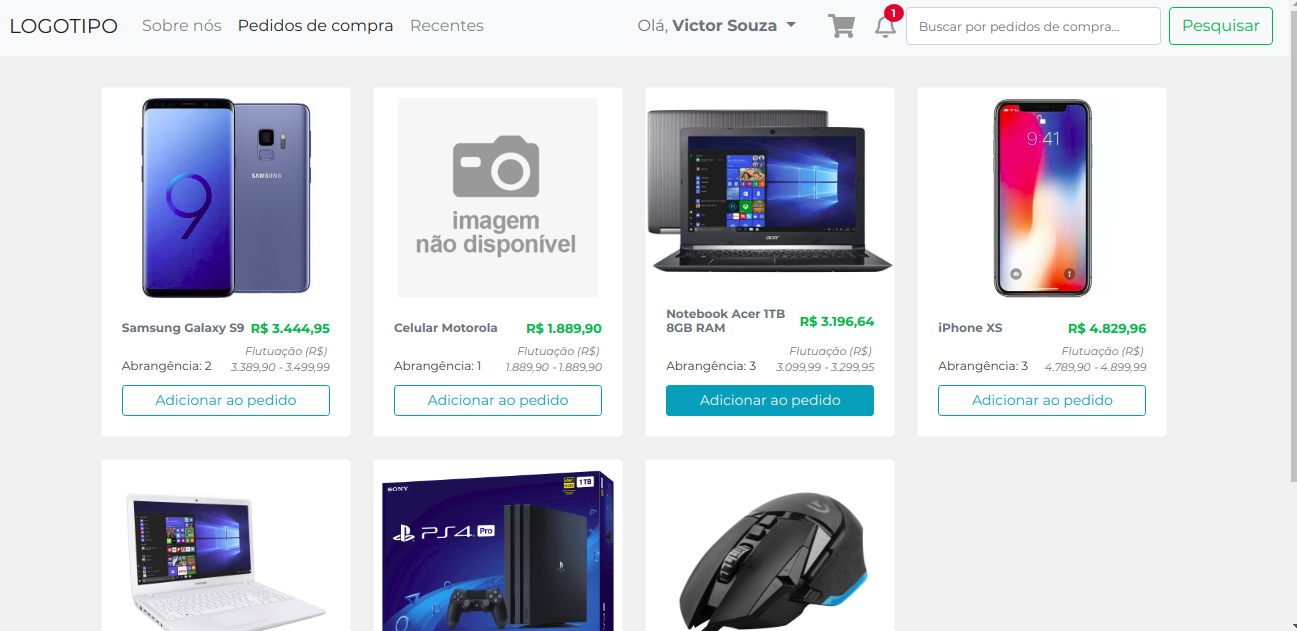 LOGOTIPO Sobre nós Pedidos de compra Recentes Olá, Victor Souza 1 Buscar por pedidos de compra... Pesquisar
9
SAMSUNG
imagem
não disponível
acer
9:41
Samsung Galaxy S9 R$ 3.444,95
Flutuação (R$)
Abrangência: 2 3.389,90 - 3.499,99
Adicionar ao pedido
Celular Motorola R$ 1.889,90
Flutuação (R$)
Abrangência: 1 1.889,90 - 1.889,90
Adicionar ao pedido
Notebook Acer 1TB
8GB RAM R$ 3.196,64
Flutuação (R$)
Abrangência: 3 3.099,99 - 3.299,95
Adicionar ao pedido
iPhone XS R$ 4.829,96
Flutuação (R$)
Abrangência: 3 4.789,90 - 4.899,99
Adicionar ao pedido
SONY
1TB
PS4 Pro